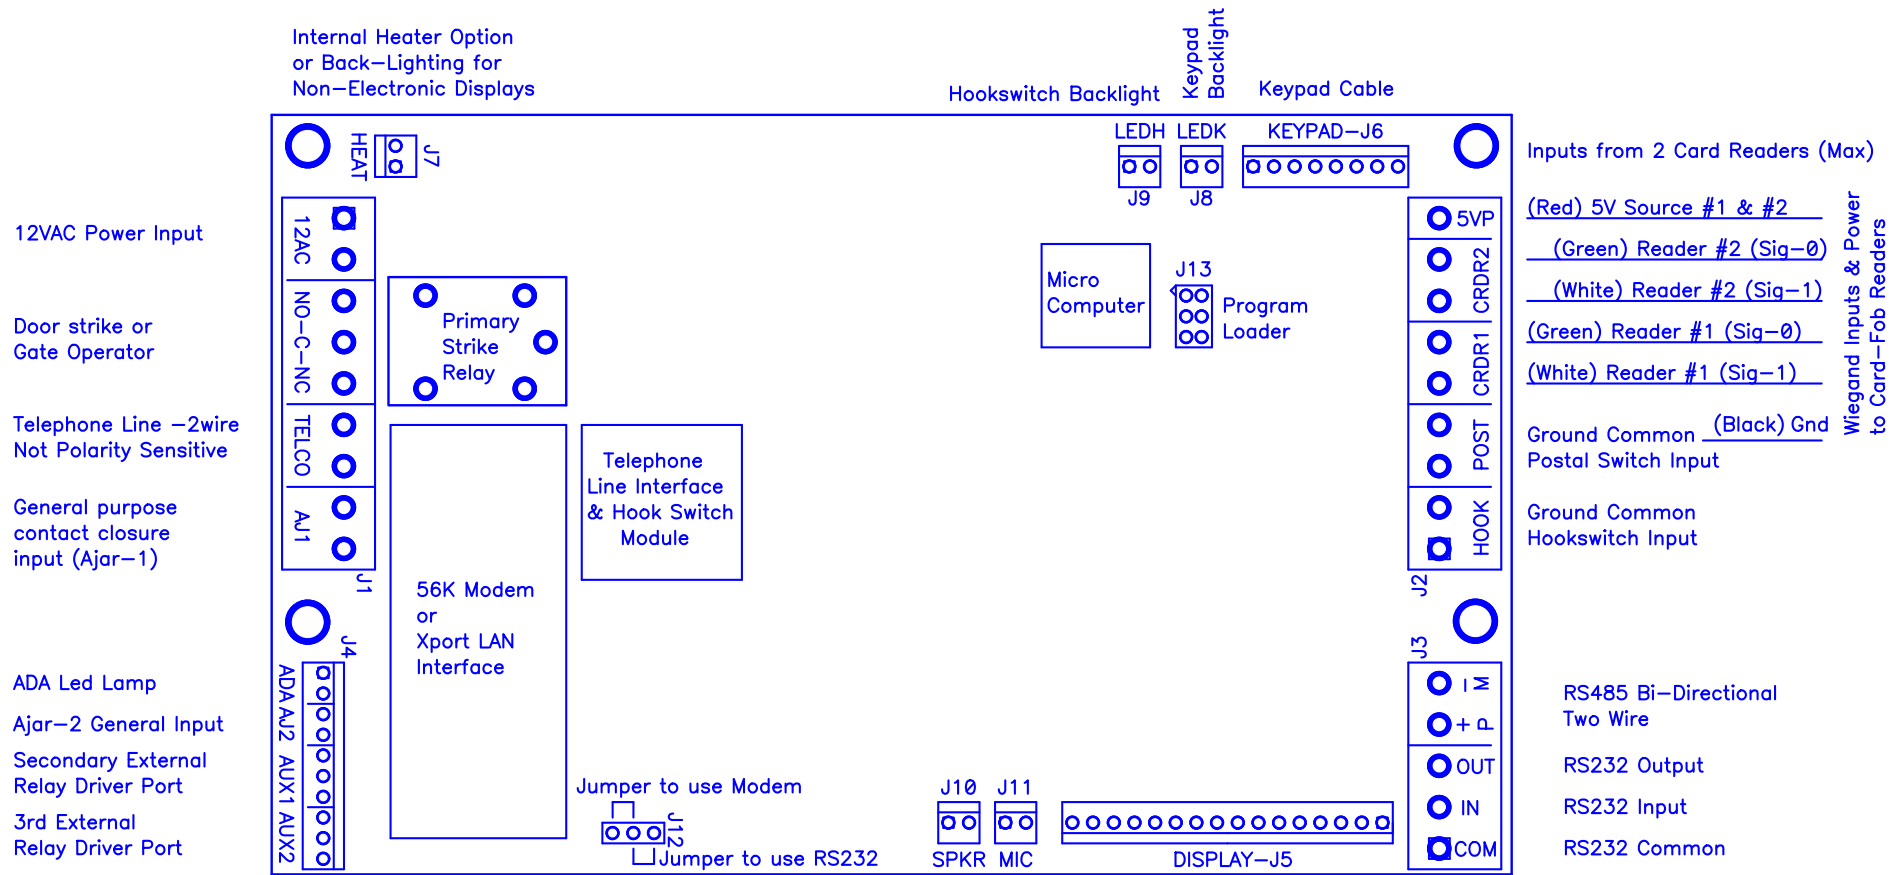 Internal Heater Option
or Back-Lighting for
Non-Electronic Displays
Hookswitch Backlight
Keypad
Backlight
Keypad Cable
HEAT
J7
LEDH
LEDK
KEYPAD-J6
J9
J8
12VAC Power Input
Door strike or
Gate Operator
Telephone Line -2wire
Not Polarity Sensitive
General purpose
contact closure
input (Ajar-1)
12AC
NO-C-NC
TELCO
AJ1
J1
Primary
Strike
Relay
Telephone
Line Interface
& Hook Switch
Module
56K Modem
or
Xport LAN
Interface
Micro
Computer
J13
Program
Loader
5VP
CRDR2
CRDR1
POST
HOOK
J2
Inputs from 2 Card Readers (Max)
(Red) 5V Source #1 & #2
(Green) Reader #2 (Sig-0)
(White) Reader #2 (Sig-1)
(Green) Reader #1 (Sig-0)
(White) Reader #1 (Sig-1)
(Black) Gnd
Ground Common
Postal Switch Input
Ground Common
Hookswitch Input
Wiegand Inputs & Power
to Card-Fob Readers
ADA Led Lamp
Ajar-2 General Input
Secondary External
Relay Driver Port
3rd External
Relay Driver Port
J4
ADA
AJ2
AUX1
AUX2
Jumper to use Modem
J12
Jumper to use RS232
J10
J11
SPKR
MIC
DISPLAY-J5
J3
- M
+ P
OUT
IN
COM
RS485 Bi-Directional
Two Wire
RS232 Output
RS232 Input
RS232 Common